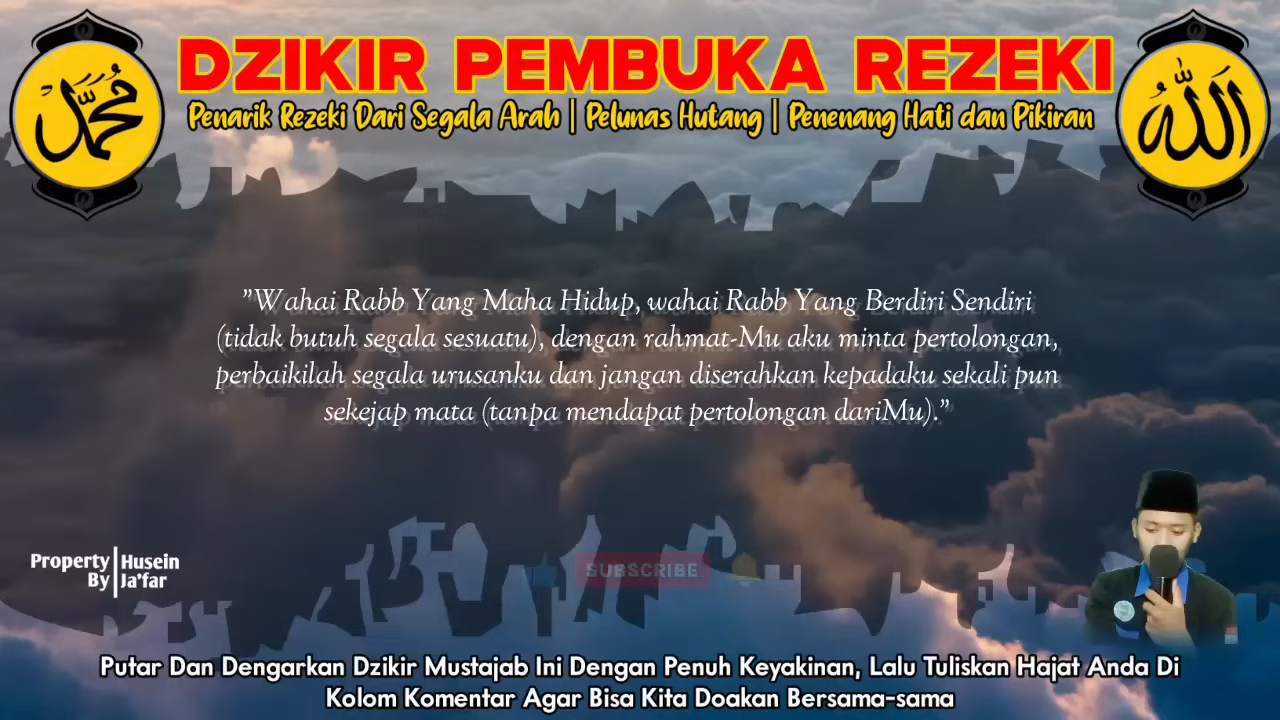 DZIKIR PEMBUKA REZEKI
Penarik Rezeki Dari Segala Arah | Pelunas Hutang | Penenang Hati dan Pikiran
محمد
الله
"Wahai Rabb Yang Maha Hidup, wahai Rabb Yang Berdiri Sendiri
(tidak butuh segala sesuatu), dengan rahmat-Mu aku minta pertolongan,
perbaikilah segala urusanku dan jangan diserahkan kepadaku sekali pun
sekejap mata (tanpa mendapat pertolongan dariMu)."
Property By | Husein Ja'far
SUBSCRIBE
Putar Dan Dengarkan Dzikir Mustajab Ini Dengan Penuh Keyakinan, Lalu Tuliskan Hajat Anda Di
Kolom Komentar Agar Bisa Kita Doakan Bersama-sama